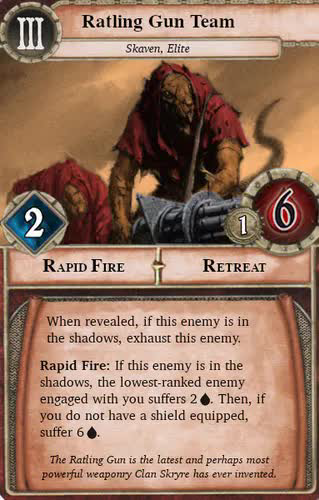 III
Ratling Gun Team
Skaven, Elite
2
1
6
RAPID FIRE
RETREAT
When revealed, if this enemy is in
the shadows, exhaust this enemy.
Rapid Fire: If this enemy is in the
shadows, the lowest-ranked enemy
engaged with you suffers 2. Then, if
you do not have a shield equipped,
suffer 6.
The Ratling Gun is the latest and perhaps most
powerful weaponry Clan Skryre has ever invented.